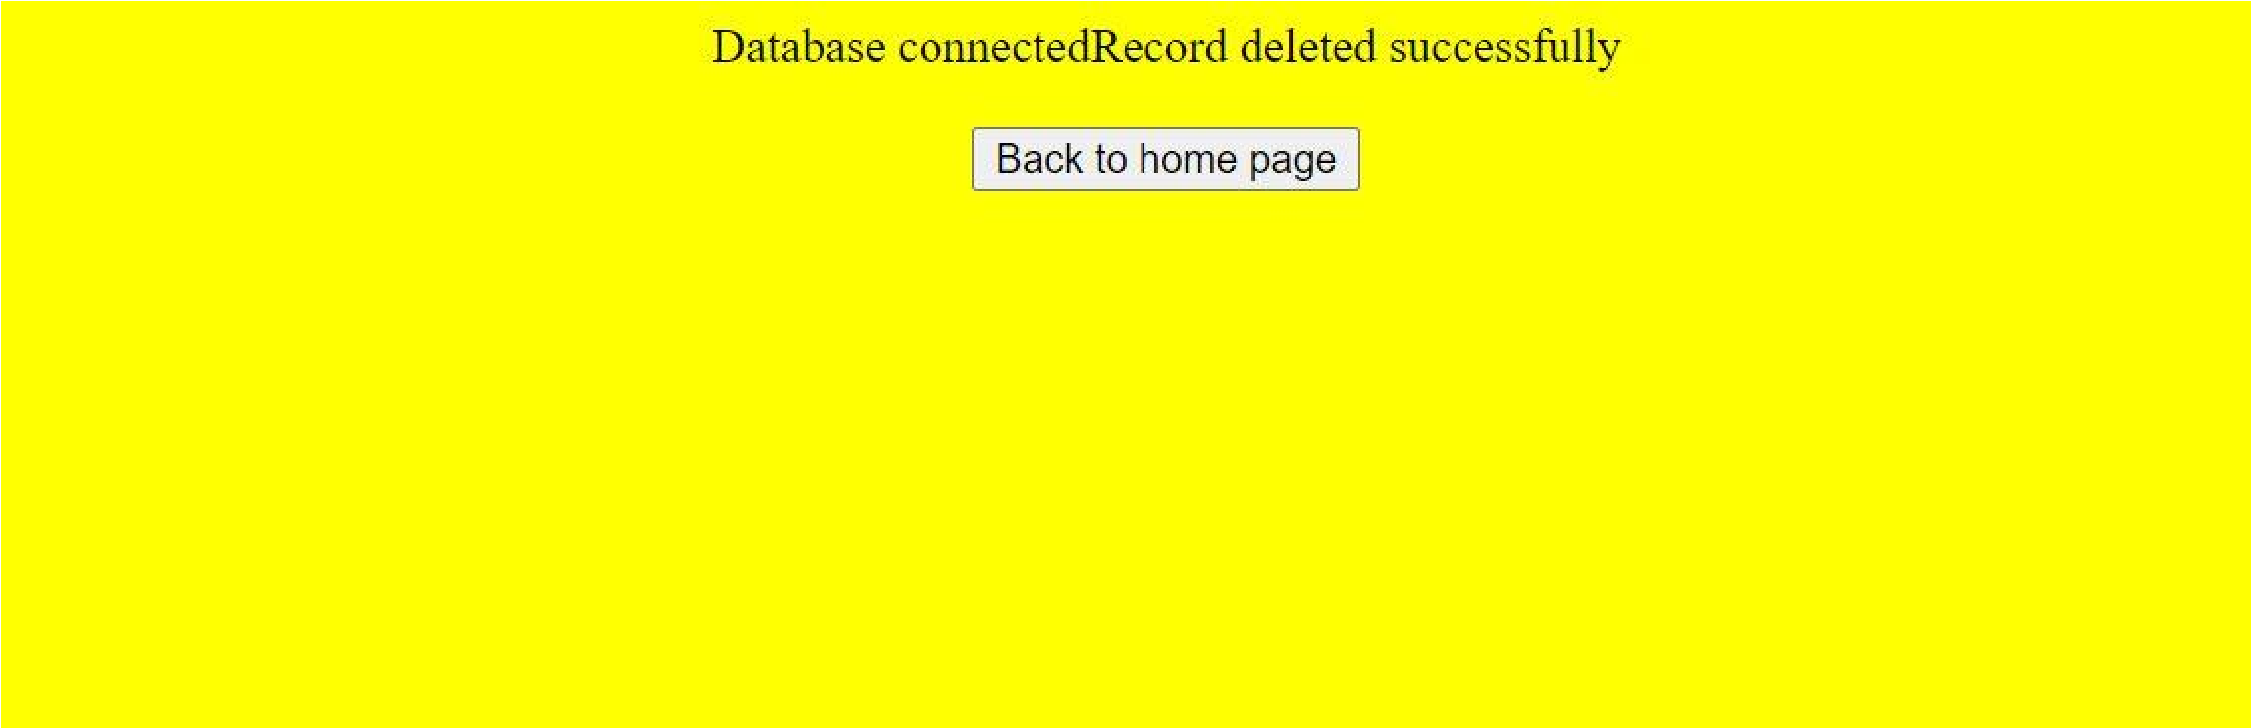 Database connectedRecord deleted successfully
Back to home page